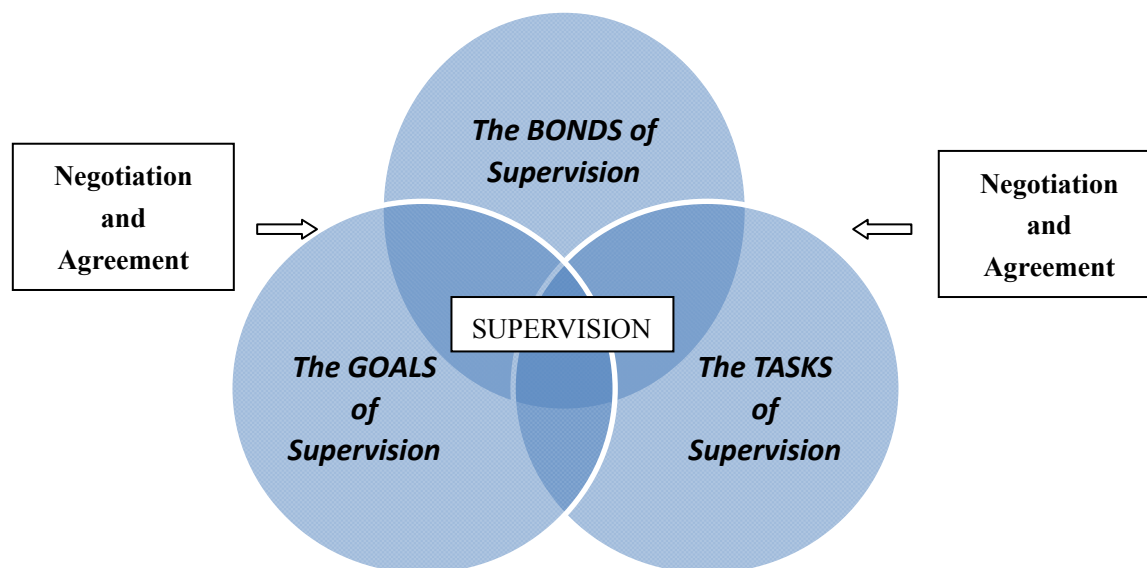 The BONDS of
Supervision
Negotiation
and
Agreement
Negotiation
and
Agreement
SUPERVISION
The GOALS
of
Supervision
The TASKS
of
Supervision